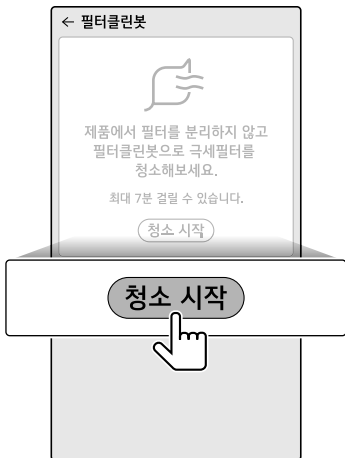 ← 필터클린봇
제품에서 필터를 분리하지 않고
필터클린봇으로 극세필터를
청소해보세요.
최대 7분 걸릴 수 있습니다.
청소 시작
청소 시작